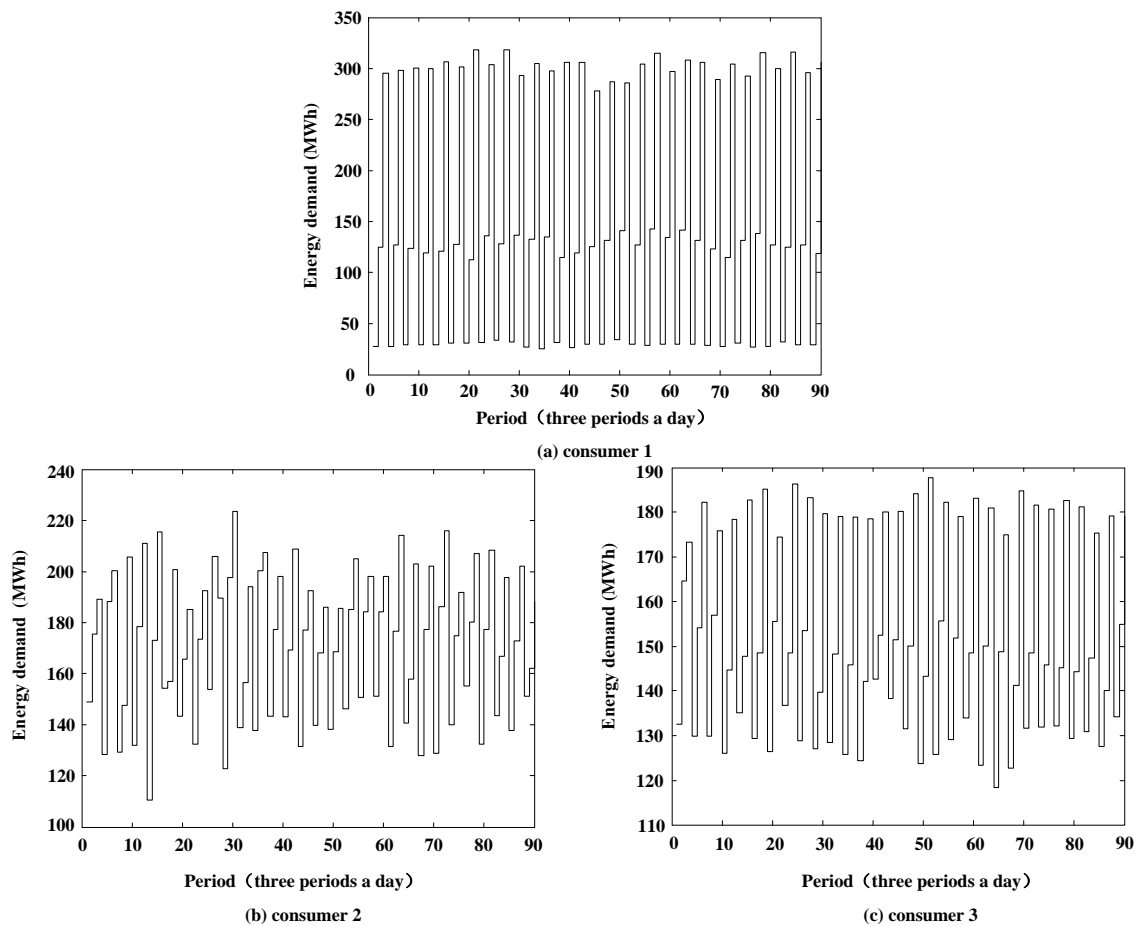 350
300
250
200
150
100
50
0
Energy demand (MWh)
0 10 20 30 40 50 60 70 80 90
Period（three periods a day）
(a) consumer 1
240
220
200
180
160
140
120
100
Energy demand (MWh)
0 10 20 30 40 50 60 70 80 90
Period（three periods a day）
(b) consumer 2
190
180
170
160
150
140
130
120
110
Energy demand (MWh)
0 10 20 30 40 50 60 70 80 90
Period（three periods a day）
(c) consumer 3